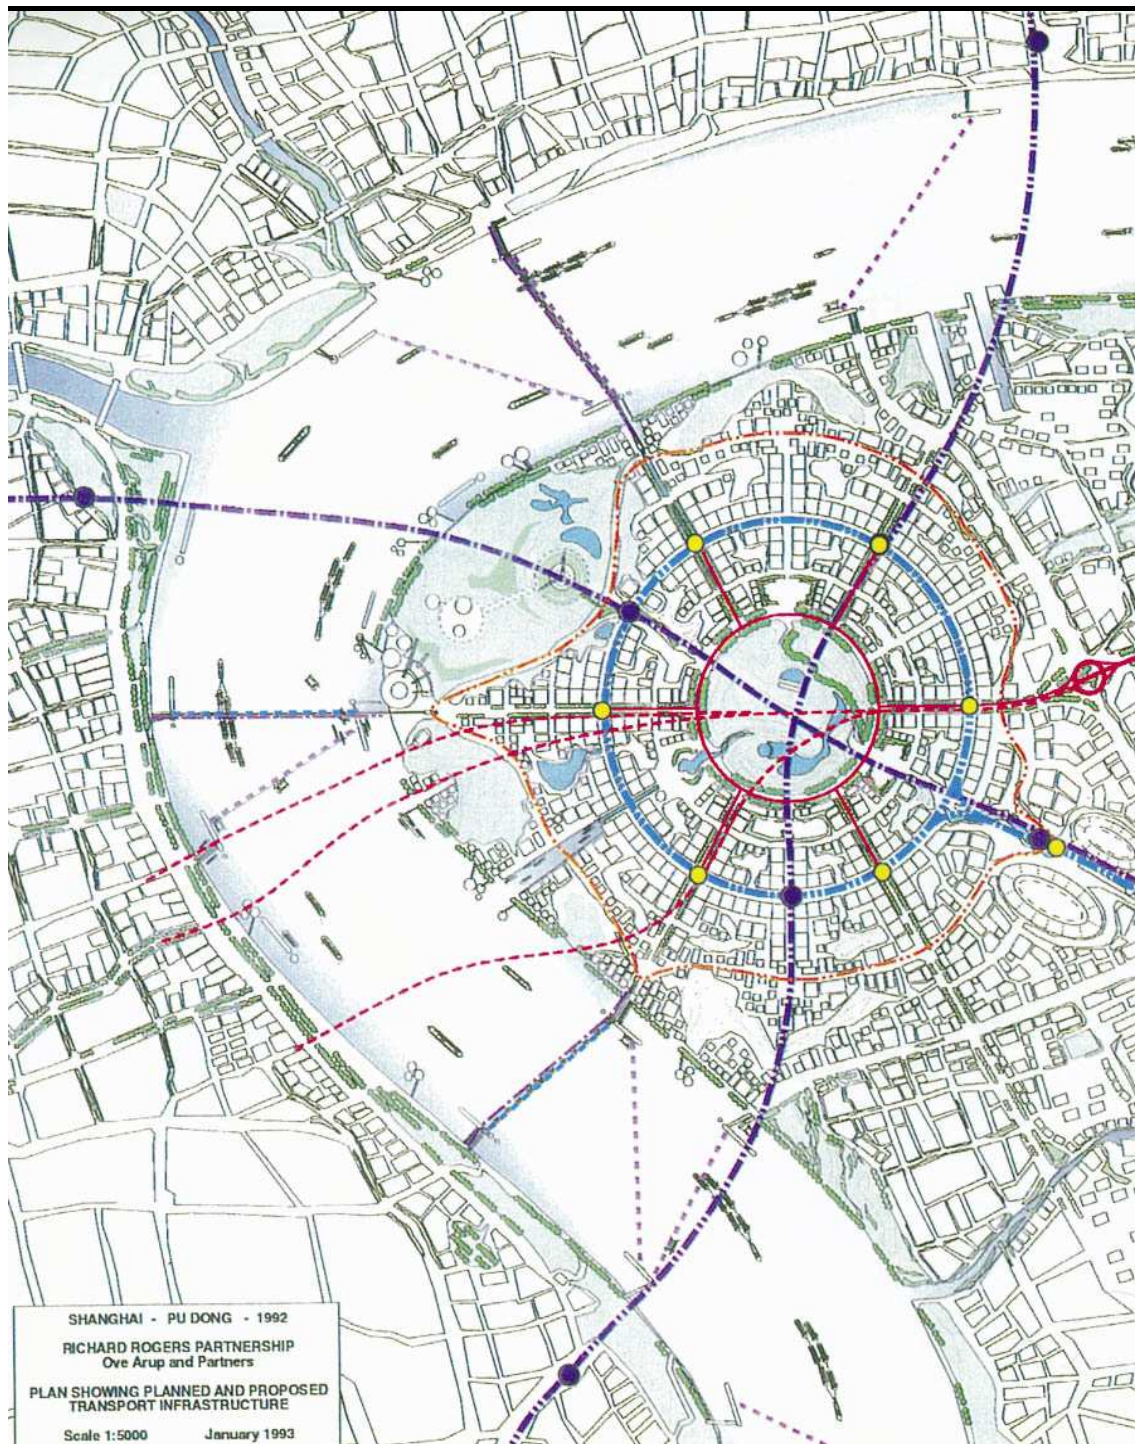 SHANGHAI - PU DONG - 1992
RICHARD ROGERS PARTNERSHIP
Ove Arup and Partners
PLAN SHOWING PLANNED AND PROPOSED
TRANSPORT INFRASTRUCTURE
Scale 1:5000 January 1993